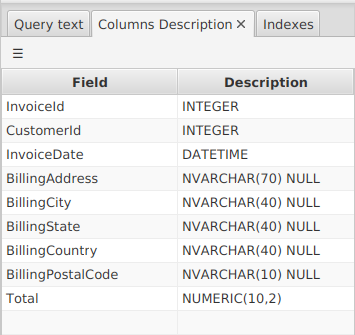 Query text Columns Description Indexes
Field Description
InvoiceId INTEGER
CustomerId INTEGER
InvoiceDate DATETIME
BillingAddress NVARCHAR(70) NULL
BillingCity NVARCHAR(40) NULL
BillingState NVARCHAR(40) NULL
BillingCountry NVARCHAR(40) NULL
BillingPostalCode NVARCHAR(10) NULL
Total NUMERIC(10,2)